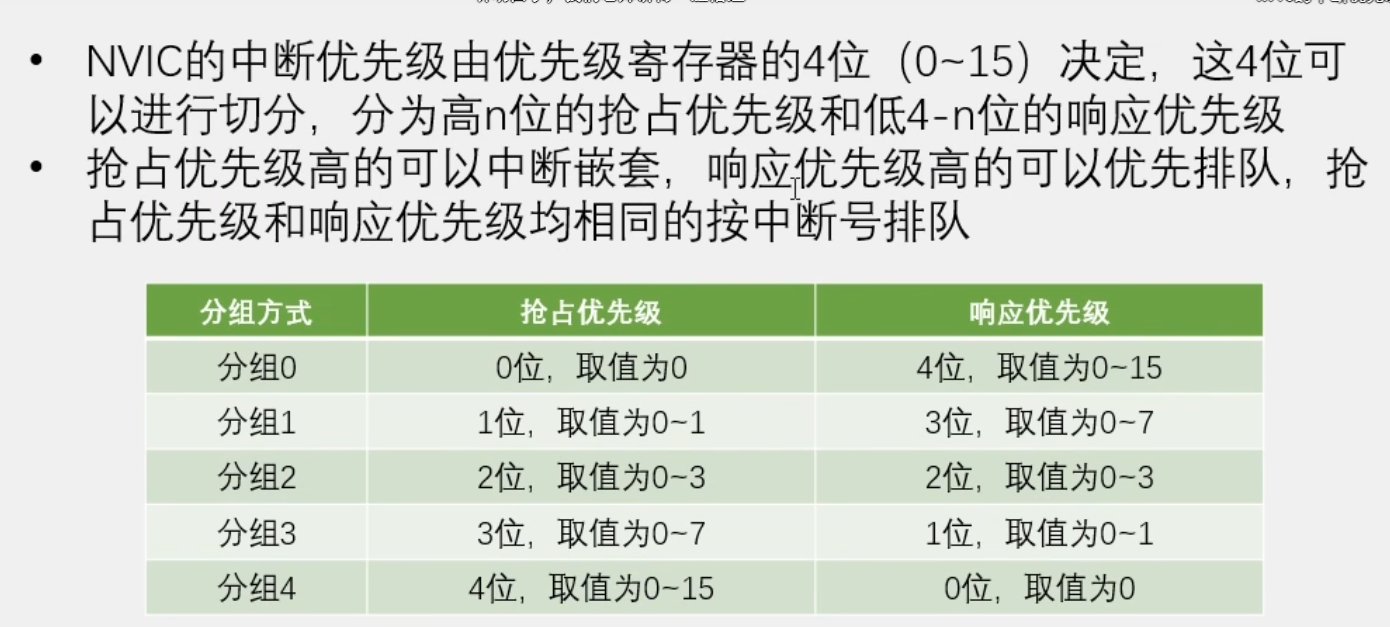 • NVIC的中断优先级由优先级寄存器的4位（0~15）决定，这4位可
以进行切分，分为高n位的抢占优先级和低4-n位的响应优先级
• 抢占优先级高的可以中断嵌套，响应优先级高的可以优先排队，抢
占优先级和响应优先级均相同的按中断号排队
分组方式 抢占优先级 响应优先级
分组0 0位，取值为0 4位，取值为0~15
分组1 1位，取值为0~1 3位，取值为0~7
分组2 2位，取值为0~3 2位，取值为0~3
分组3 3位，取值为0~7 1位，取值为0~1
分组4 4位，取值为0~15 0位，取值为0